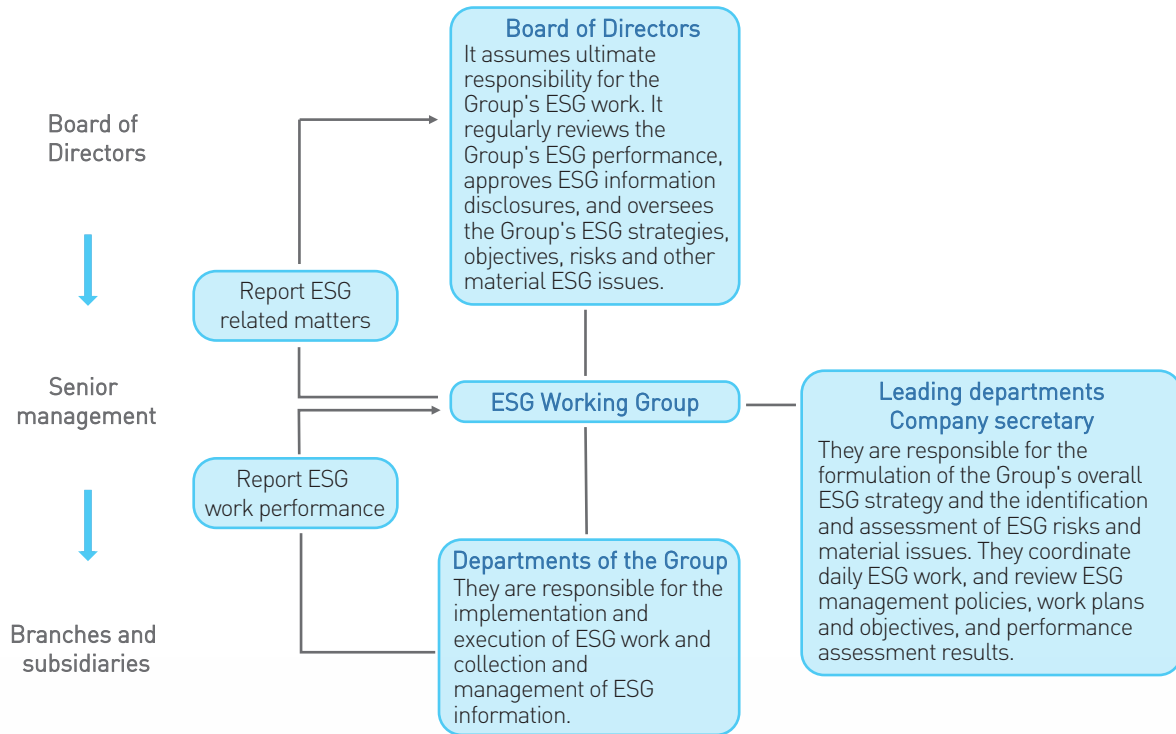 Board of
Directors
Senior
management
Branches and
subsidiaries
Report ESG
related matters
Report ESG
work performance
Board of Directors
It assumes ultimate
responsibility for the
Group's ESG work. It
regularly reviews the
Group's ESG performance,
approves ESG information
disclosures, and oversees
the Group's ESG strategies,
objectives, risks and other
material ESG issues.
ESG Working Group
Departments of the Group
They are responsible for the
implementation and
execution of ESG work and
collection and
management of ESG
information.
Leading departments
Company secretary
They are responsible for the
formulation of the Group's overall
ESG strategy and the identification
and assessment of ESG risks and
material issues. They coordinate
daily ESG work, and review ESG
management policies, work plans
and objectives, and performance
assessment results.